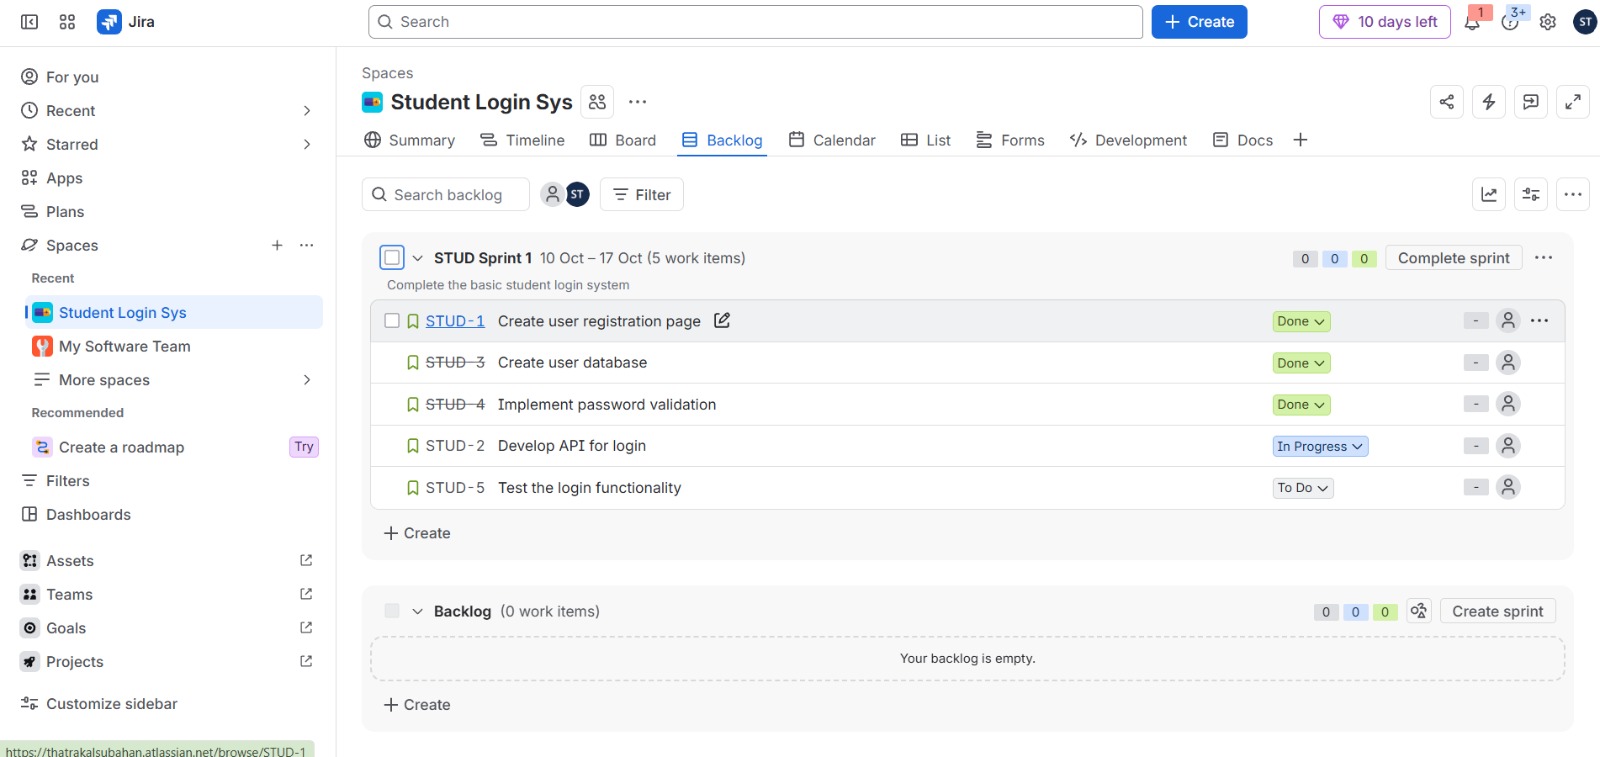 Jira
Search
Create
10 days left
1
3+
ST
For you
Recent
Starred
Apps
Plans
Spaces
Recent
Student Login Sys
My Software Team
More spaces
Recommended
Create a roadmap
Try
Filters
Dashboards
Assets
Teams
Goals
Projects
Customize sidebar
https://thatrakalsubahan.atlassian.net/browse/STUD-1
Spaces
Student Login Sys
Summary
Timeline
Board
Backlog
Calendar
List
Forms
Development
Docs
Search backlog
ST
Filter
STUD Sprint 1 10 Oct – 17 Oct (5 work items)
0 0 0
Complete sprint
Complete the basic student login system
STUD-1 Create user registration page Done -
STUD-3 Create user database Done -
STUD-4 Implement password validation Done -
STUD-2 Develop API for login In Progress -
STUD-5 Test the login functionality To Do -
Create
Backlog (0 work items)
0 0 0
Create sprint
Your backlog is empty.
Create